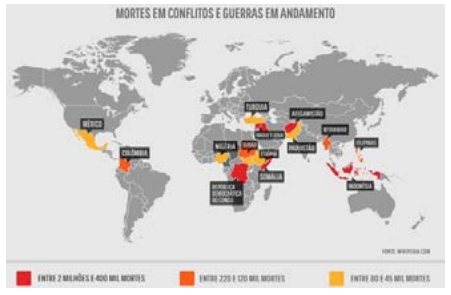 MORTES EM CONFLITOS E GUERRAS EM ANDAMENTO
TURQUIA
AFEGANISTÃO
MÉXICO
MYANMAR
COLÔMBIA
NIGÉRIA
SUDÃO
ETIÓPIA
PAQUISTÃO
FILIPINAS
SOMÁLIA
REPÚBLICA
DEMOCRÁTICA
DO CONGO
INDONÉSIA
FONTE: WIKIPEDIA.COM
ENTRE 2 MILHÕES E 400 MIL MORTES
ENTRE 220 E 120 MIL MORTES
ENTRE 80 E 45 MIL MORTES